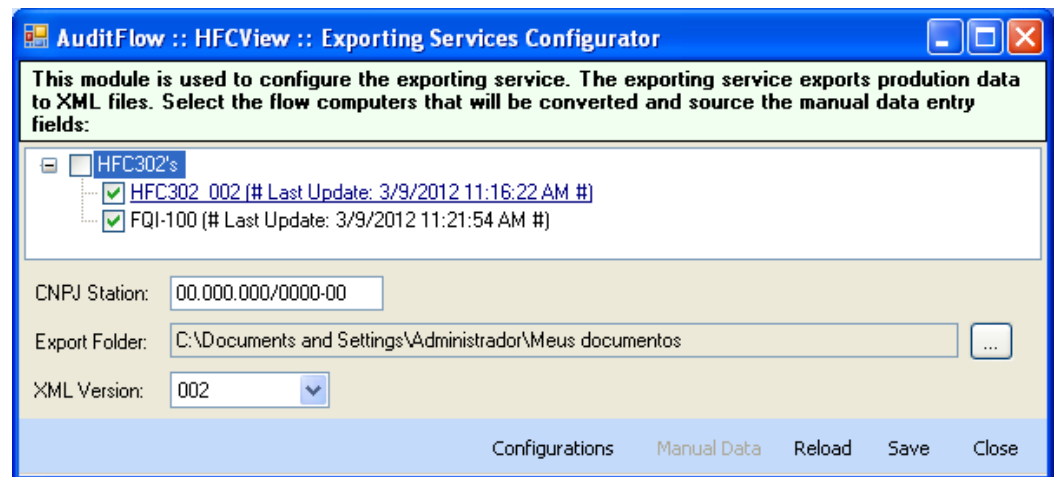 AuditFlow :: HFCView :: Exporting Services Configurator
This module is used to configure the exporting service. The exporting service exports prodution data
to XML files. Select the flow computers that will be converted and source the manual data entry
fields:
HFC302's
HFC302_002 (# Last Update: 3/9/2012 11:16:22 AM #)
FQI-100 (# Last Update: 3/9/2012 11:21:54 AM #)
CNPJ Station: 00.000.000/0000-00
Export Folder: C:\Documents and Settings\Administrador\Meus documentos ...
XML Version: 002
Configurations Manual Data Reload Save Close